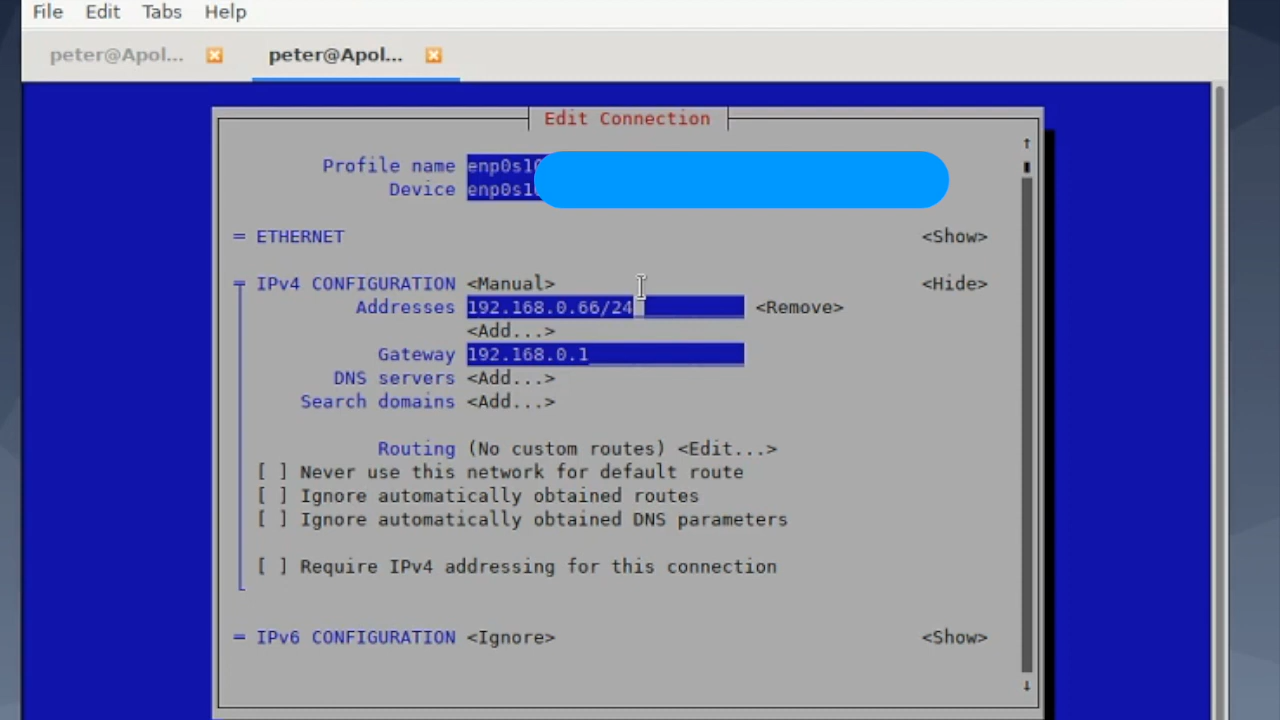 File Edit Tabs Help
peter@Apol... peter@Apol...
Edit Connection
Profile name enp0s10
Device
ETHERNET <Show>
IPv4 CONFIGURATION <Manual> <Hide>
Addresses 192.168.0.66/24 <Remove>
<Add...>
Gateway 192.168.0.1
DNS servers <Add...>
Search domains <Add...>
Routing (No custom routes) <Edit...>
[ ] Never use this network for default route
[ ] Ignore automatically obtained routes
[ ] Ignore automatically obtained DNS parameters
[ ] Require IPv4 addressing for this connection
IPv6 CONFIGURATION <Ignore> <Show>